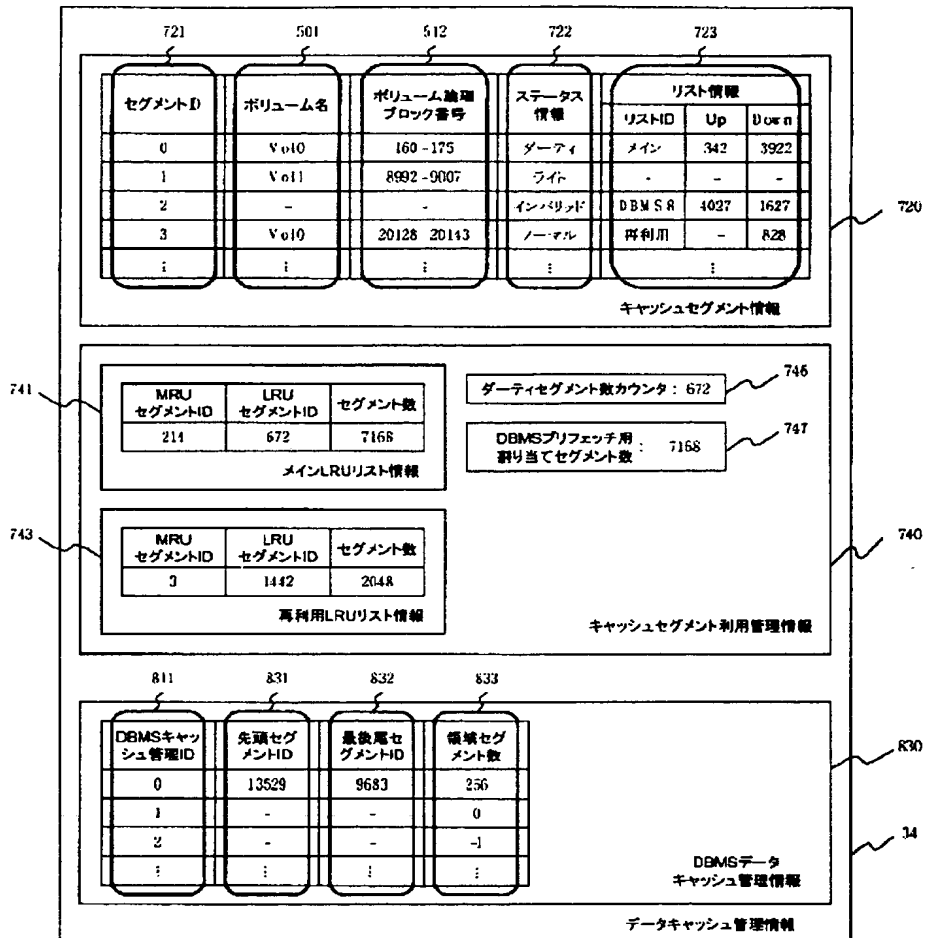 721 501 512 722 723
セグメントID ボリューム名 ボリューム論理ブロック番号 ステータス情報 リスト情報
リストID Up Down
0 Vol0 160-175 ダーティ メイン 342 3922
1 Vol1 8992-9007 ライト - - -
2 - - インバリッド DBMS8 4027 1627
3 Vol0 20128-20143 ノーマル 再利用 - 828
⋮ ⋮ ⋮ ⋮ ⋮
キャッシュセグメント情報
720
741
MRUセグメントID LRUセグメントID セグメント数
214 672 7168
メインLRUリスト情報
ダーティセグメント数カウンタ : 672
746
DBMSプリフェッチ用
割り当てセグメント数 : 7168
747
743
MRUセグメントID LRUセグメントID セグメント数
3 1442 2048
再利用LRUリスト情報
キャッシュセグメント利用管理情報
740
811 831 832 833
DBMSキャッシュ管理ID 先頭セグメントID 最後尾セグメントID 領域セグメント数
0 13529 9683 256
1 - - 0
2 - - -1
⋮ ⋮ ⋮ ⋮
DBMSデータ
キャッシュ管理情報
830
34
データキャッシュ管理情報